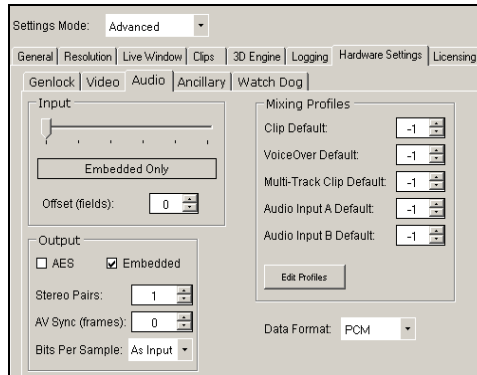 Settings Mode: Advanced
General Resolution Live Window Clips 3D Engine Logging Hardware Settings Licensing
Genlock Video Audio Ancillary Watch Dog
Input
Embedded Only
Offset (fields): 0
Output
AES Embedded
Stereo Pairs: 1
AV Sync (frames): 0
Bits Per Sample: As Input
Mixing Profiles
Clip Default: -1
VoiceOver Default: -1
Multi-Track Clip Default: -1
Audio Input A Default: -1
Audio Input B Default: -1
Edit Profiles
Data Format: PCM